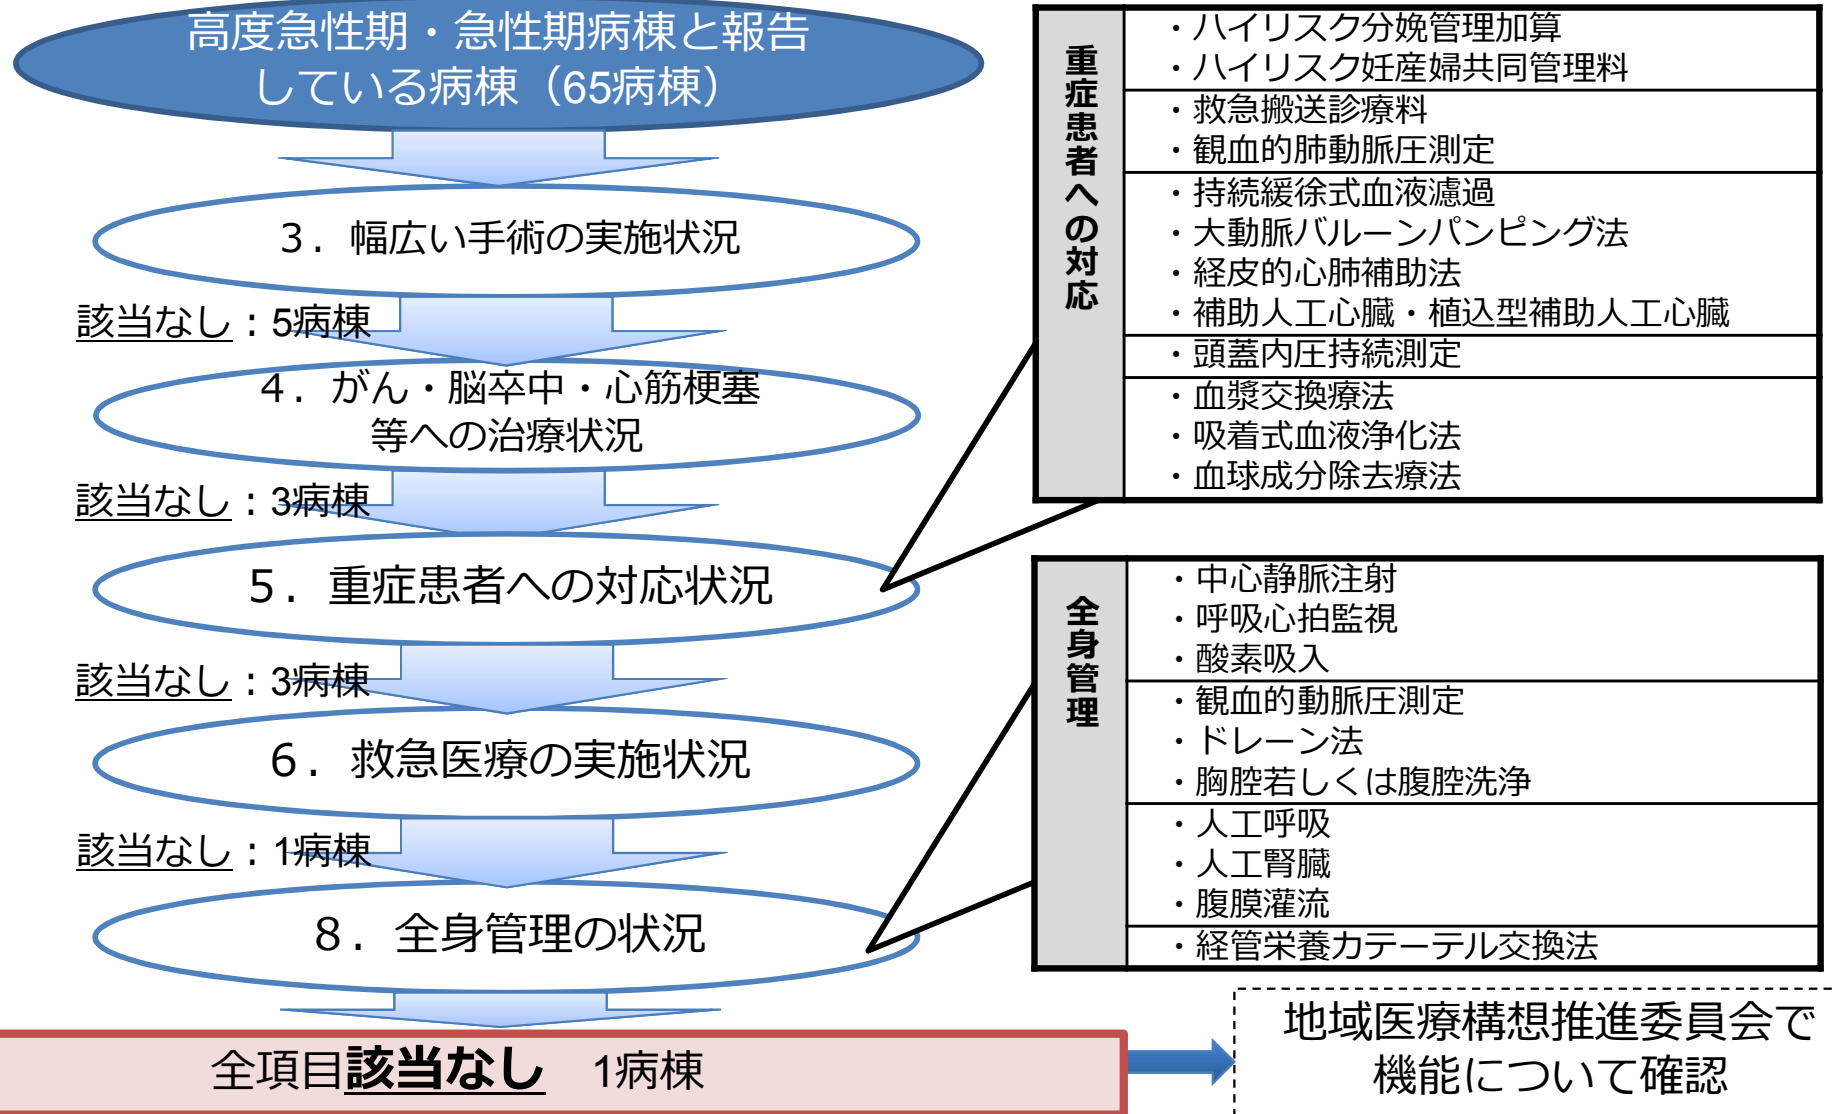 高度急性期・急性期病棟と報告
している病棟（65病棟）
３．幅広い手術の実施状況
該当なし：5病棟
４．がん・脳卒中・心筋梗塞
等への治療状況
該当なし：3病棟
５．重症患者への対応状況
該当なし：3病棟
６．救急医療の実施状況
該当なし：1病棟
８．全身管理の状況
全項目該当なし　1病棟
重症患者への対応
・ハイリスク分娩管理加算
・ハイリスク妊産婦共同管理料
・救急搬送診療料
・観血的肺動脈圧測定
・持続緩徐式血液濾過
・大動脈バルーンパンピング法
・経皮的心肺補助法
・補助人工心臓・植込型補助人工心臓
・頭蓋内圧持続測定
・血漿交換療法
・吸着式血液浄化法
・血球成分除去療法
全身管理
・中心静脈注射
・呼吸心拍監視
・酸素吸入
・観血的動脈圧測定
・ドレーン法
・胸腔若しくは腹腔洗浄
・人工呼吸
・人工腎臓
・腹膜灌流
・経管栄養カテーテル交換法
地域医療構想推進委員会で
機能について確認